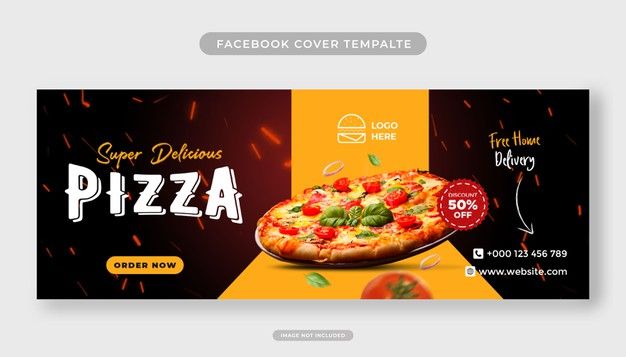 FACEBOOK COVER TEMPALTE
LOGO
HERE
Super Delicious
PIZZA
ORDER NOW
DISCOUNT
50%
OFF
Free Home
Delivery
+000 123 456 789
www.website.com
IMAGE NOT INCLUDED